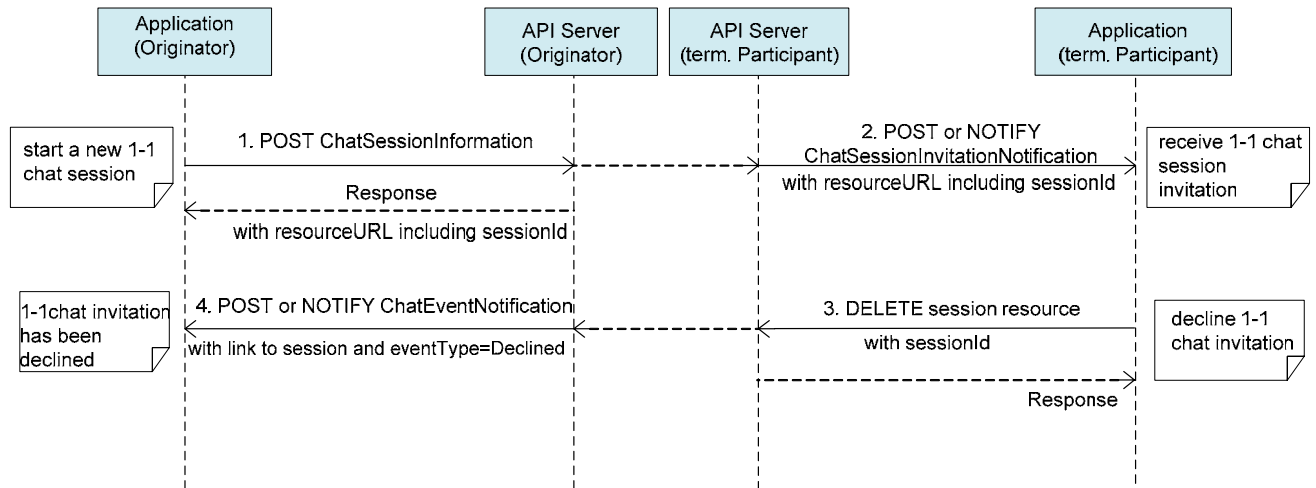 Application
(Originator)
API Server
(Originator)
API Server
(term. Participant)
Application
(term. Participant)
start a new 1-1
chat session
1. POST ChatSessionInformation
2. POST or NOTIFY
ChatSessionInvitationNotification
with resourceURL including sessionId
receive 1-1 chat
session
invitation
Response
with resourceURL including sessionId
1-1chat invitation
has been
declined
4. POST or NOTIFY ChatEventNotification
with link to session and eventType=Declined
3. DELETE session resource
with sessionId
decline 1-1
chat invitation
Response